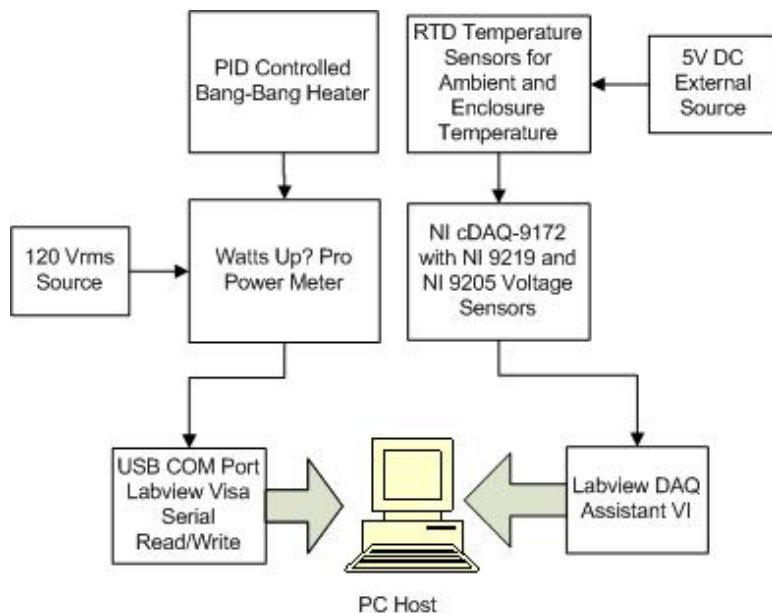 PID Controlled
Bang-Bang Heater
RTD Temperature
Sensors for
Ambient and
Enclosure
Temperature
5V DC
External
Source
120 Vrms
Source
Watts Up? Pro
Power Meter
NI cDAQ-9172
with NI 9219 and
NI 9205 Voltage
Sensors
USB COM Port
Labview Visa
Serial
Read/Write
Labview DAQ
Assistant VI
PC Host